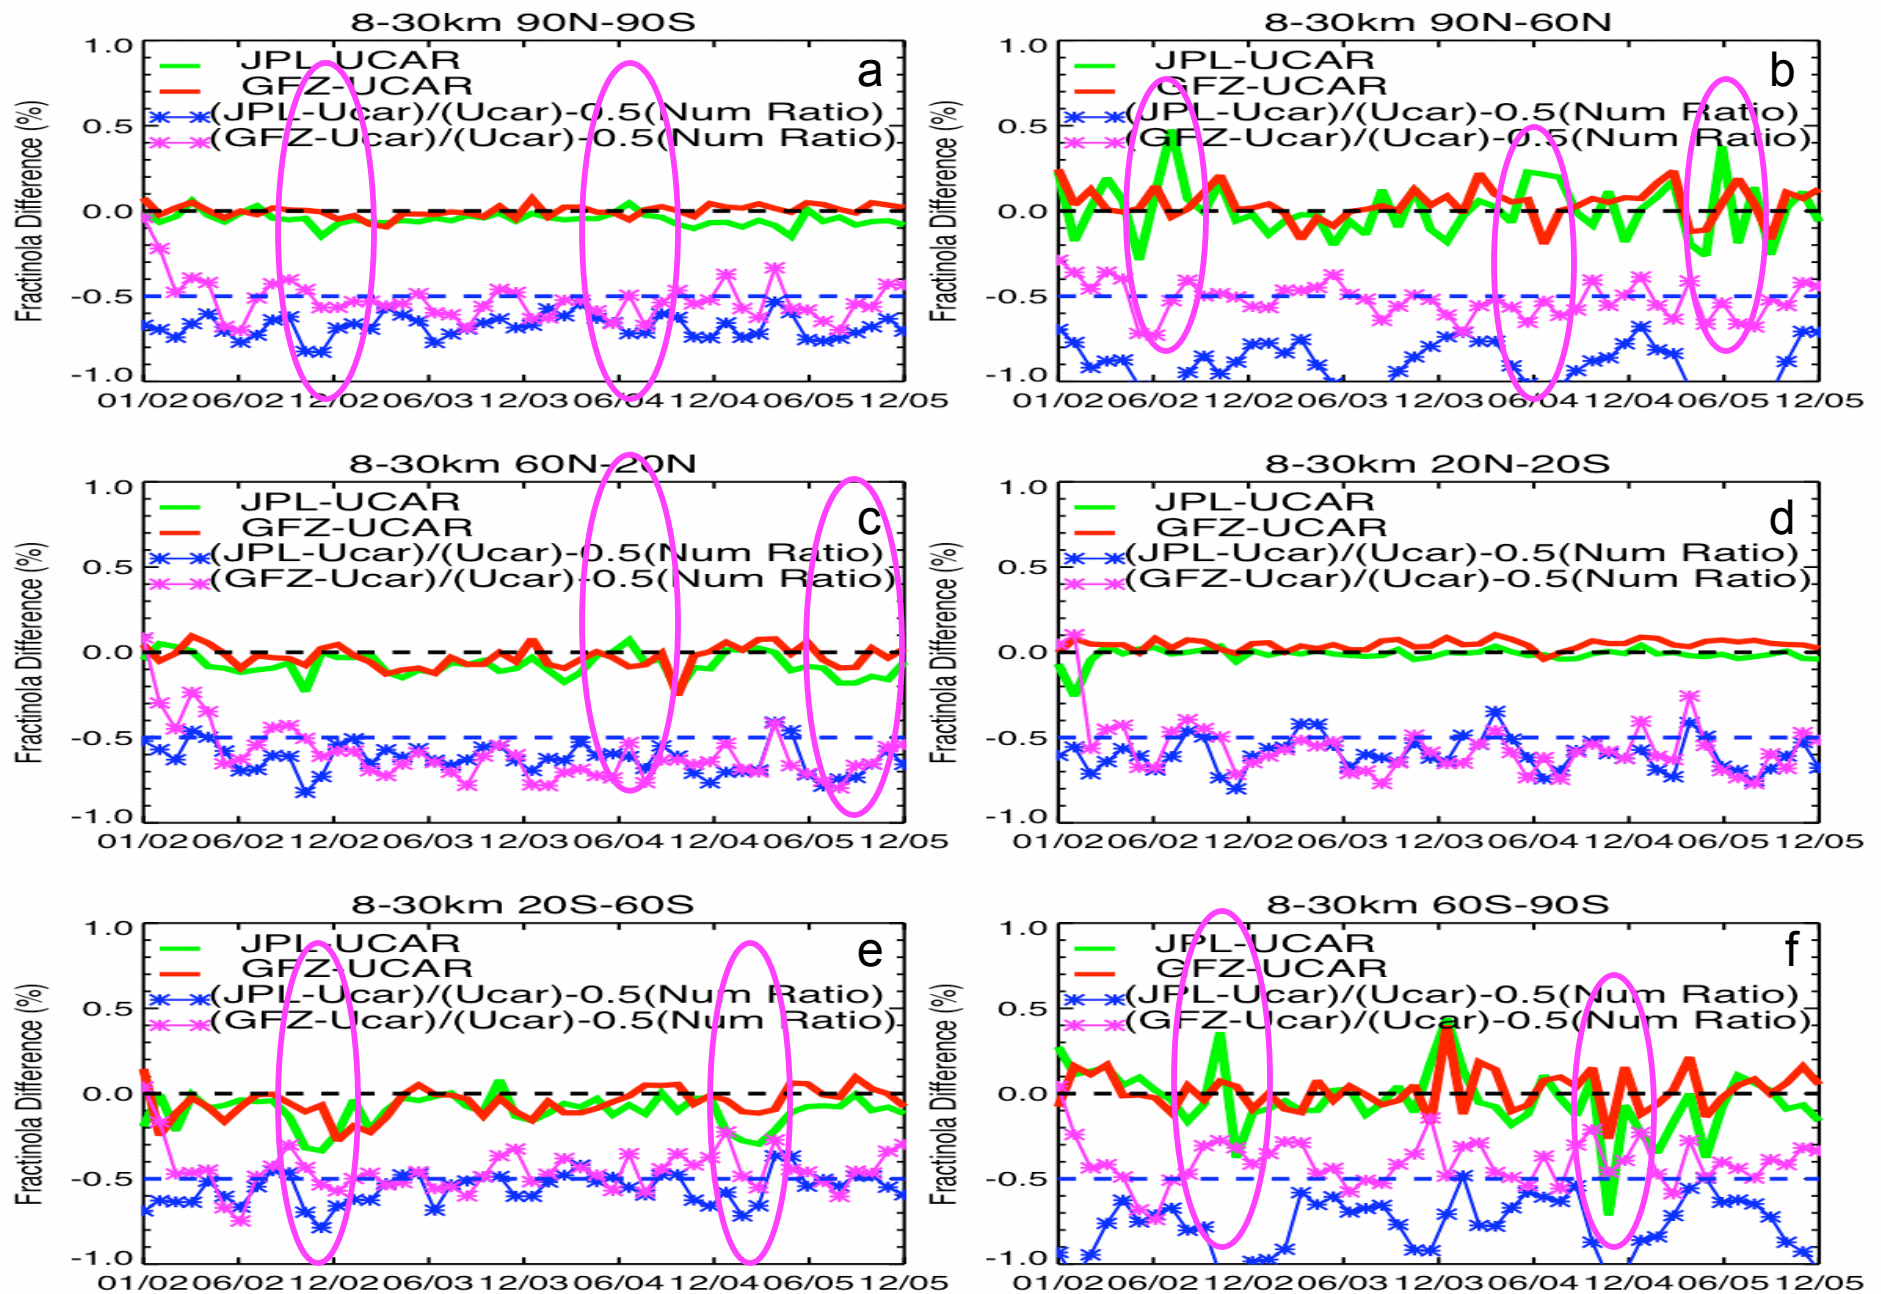 8-30km 90N-90S
1.0
JPL-UCAR
a
GFZ-UCAR
(JPL-Ucar)/(Ucar)-0.5(Num Ratio)
0.5
(GFZ-Ucar)/(Ucar)-0.5(Num Ratio)
0.0
-0.5
-1.0
Fractinola Difference (%)
01/02 06/02 12/02 06/03 12/03 06/04 12/04 06/05 12/05
8-30km 90N-60N
1.0
JPL-UCAR
b
GFZ-UCAR
(JPL-Ucar)/(Ucar)-0.5(Num Ratio)
0.5
(GFZ-Ucar)/(Ucar)-0.5(Num Ratio)
0.0
-0.5
-1.0
Fractinola Difference (%)
01/02 06/02 12/02 06/03 12/03 06/04 12/04 06/05 12/05
8-30km 60N-20N
1.0
JPL-UCAR
c
GFZ-UCAR
(JPL-Ucar)/(Ucar)-0.5(Num Ratio)
0.5
(GFZ-Ucar)/(Ucar)-0.5(Num Ratio)
0.0
-0.5
-1.0
Fractinola Difference (%)
01/02 06/02 12/02 06/03 12/03 06/04 12/04 06/05 12/05
8-30km 20N-20S
1.0
JPL-UCAR
d
GFZ-UCAR
(JPL-Ucar)/(Ucar)-0.5(Num Ratio)
0.5
(GFZ-Ucar)/(Ucar)-0.5(Num Ratio)
0.0
-0.5
-1.0
Fractinola Difference (%)
01/02 06/02 12/02 06/03 12/03 06/04 12/04 06/05 12/05
8-30km 20S-60S
1.0
JPL-UCAR
e
GFZ-UCAR
(JPL-Ucar)/(Ucar)-0.5(Num Ratio)
0.5
(GFZ-Ucar)/(Ucar)-0.5(Num Ratio)
0.0
-0.5
-1.0
Fractinola Difference (%)
01/02 06/02 12/02 06/03 12/03 06/04 12/04 06/05 12/05
8-30km 60S-90S
1.0
JPL-UCAR
f
GFZ-UCAR
(JPL-Ucar)/(Ucar)-0.5(Num Ratio)
0.5
(GFZ-Ucar)/(Ucar)-0.5(Num Ratio)
0.0
-0.5
-1.0
Fractinola Difference (%)
01/02 06/02 12/02 06/03 12/03 06/04 12/04 06/05 12/05